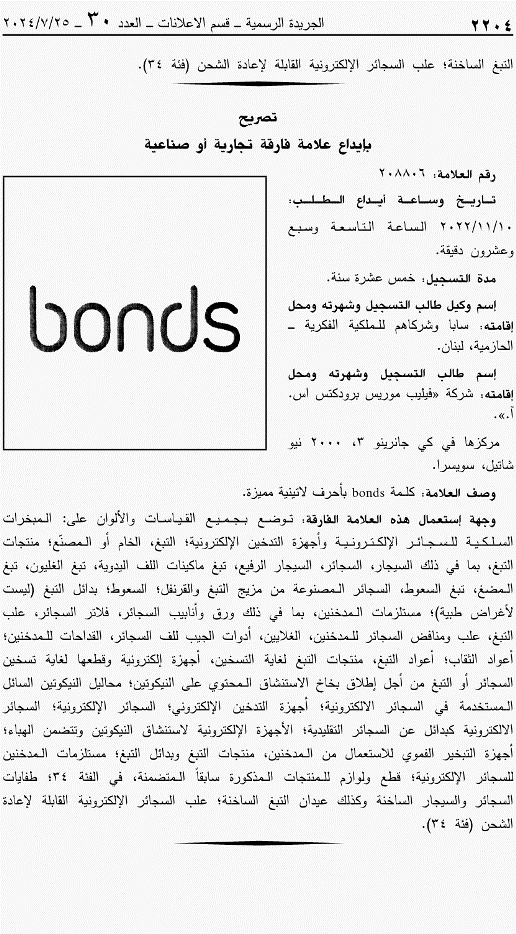 ٢٢٠٤
الجريدة الرسمية ــ قسم الاعلانات ــ العدد ٣٠ ــ ٢٠٢٤/٧/٢٥
التبغ الساخنة؛ علب السجائر الإلكترونية القابلة لإعادة الشحن (فئة ٣٤).
تصريح
بإيداع علامة فارقة تجارية أو صناعية
رقم العلامة: ٢٠٨٨٠٦
تـاريـخ وسـاعـة أيـداع الـطـلـب:
٢٠٢٢/١١/١٠ الساعة التاسعة وسبع
وعشرون دقيقة.
مدة التسجيل: خمس عشرة سنة.
إسم وكيل طالب التسجيل وشهرته ومحل
إقامته: سابا وشركاهم للملكية الفكرية ــ
الحازمية، لبنان.
إسم طالب التسجيل وشهرته ومحل
إقامته: شركة «فيليب موريس برودكتس اس.
آ.».
مركزها في كي جانرينو ٣، ٢٠٠٠ نيو
شاتيل، سويسرا.
bonds
وصف العلامة: كلمة bonds بأحرف لاتينية مميزة.
وجهة إستعمال هذه العلامة الفارقة: توضع بجميع القياسات والألوان على: المبخرات
السلكية للسجائر الإلكترونية وأجهزة التدخين الإلكترونية؛ التبغ، الخام أو المصنّع؛ منتجات
التبغ، بما في ذلك السيجار، السجائر، السيجار الرفيع، تبغ ماكينات اللف اليدوية، تبغ الغليون، تبغ
المضغ، تبغ السعوط، السجائر المصنوعة من مزيج التبغ والقرنفل؛ السعوط؛ بدائل التبغ (ليست
لأغراض طبية)؛ مستلزمات المدخنين، بما في ذلك ورق وأنابيب السجائر، فلاتر السجائر، علب
التبغ، علب ومنافض السجائر للمدخنين، الغلايين، أدوات الجيب للف السجائر، القداحات للمدخنين؛
أعواد الثقاب؛ أعواد التبغ، منتجات التبغ لغاية التسخين، أجهزة إلكترونية وقطعها لغاية تسخين
السجائر أو التبغ من أجل إطلاق بخاخ الاستنشاق المحتوي على النيكوتين؛ محاليل النيكوتين السائل
المستخدمة في السجائر الالكترونية؛ أجهزة التدخين الإلكتروني؛ السجائر الإلكترونية؛ السجائر
الالكترونية كبدائل عن السجائر التقليدية؛ الأجهزة الإلكترونية لاستنشاق النيكوتين وتتضمن الهباء؛
أجهزة التبخير الفموي للاستعمال من المدخنين، منتجات التبغ وبدائل التبغ؛ مستلزمات المدخنين
للسجائر الإلكترونية؛ قطع ولوازم للمنتجات المذكورة سابقاً المتضمنة، في الفئة ٣٤؛ طفايات
السجائر والسيجار الساخنة وكذلك عيدان التبغ الساخنة؛ علب السجائر الإلكترونية القابلة لإعادة
الشحن (فئة ٣٤).